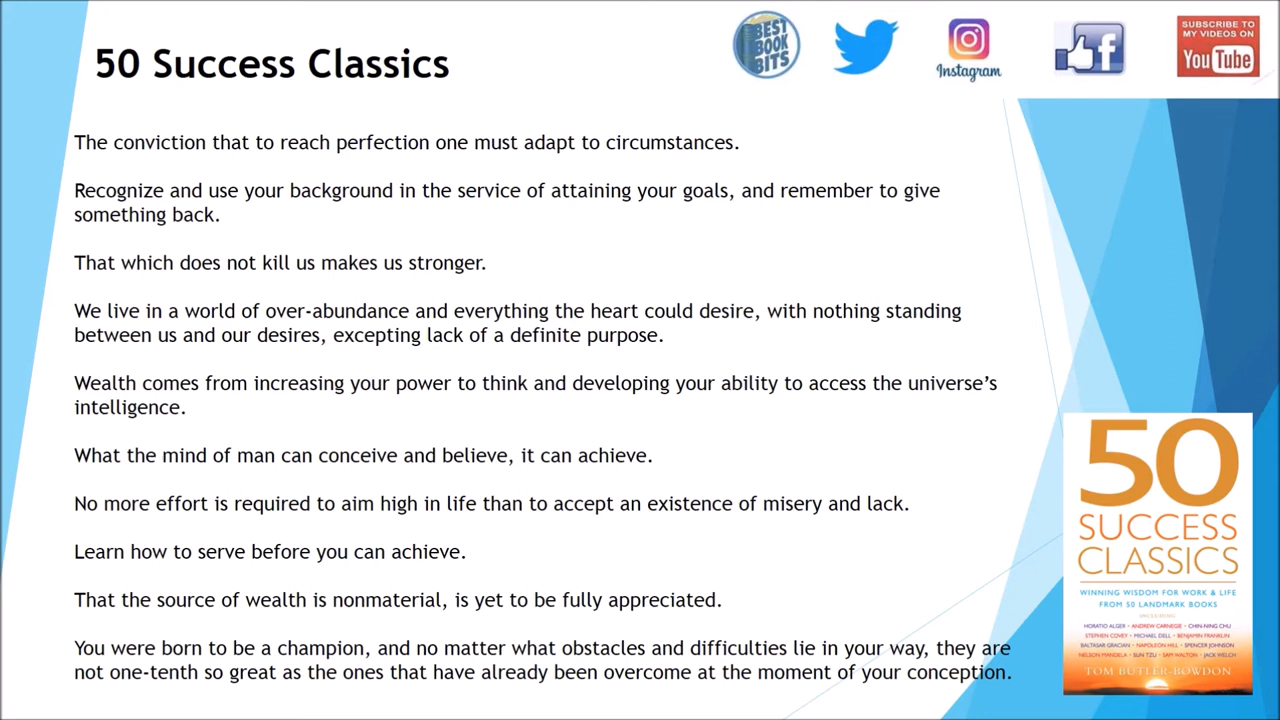 50 Success Classics
BEST
BOOK
BITS
Instagram
f
SUBSCRIBE TO
MY VIDEOS ON
YouTube
The conviction that to reach perfection one must adapt to circumstances.
Recognize and use your background in the service of attaining your goals, and remember to give
something back.
That which does not kill us makes us stronger.
We live in a world of over-abundance and everything the heart could desire, with nothing standing
between us and our desires, excepting lack of a definite purpose.
Wealth comes from increasing your power to think and developing your ability to access the universe's
intelligence.
What the mind of man can conceive and believe, it can achieve.
No more effort is required to aim high in life than to accept an existence of misery and lack.
Learn how to serve before you can achieve.
That the source of wealth is nonmaterial, is yet to be fully appreciated.
You were born to be a champion, and no matter what obstacles and difficulties lie in your way, they are
not one-tenth so great as the ones that have already been overcome at the moment of your conception.
50
SUCCESS
CLASSICS
WINNING WISDOM FOR WORK & LIFE
FROM 50 LANDMARK BOOKS
HORATIO ALGER • ANDREW CARNEGIE • CHIN-NING CHU
STEPHEN COVEY • MICHAEL DELL • BENJAMIN FRANKLIN
BALTASAR GRACIAN • NAPOLEON HILL • SPENCER JOHNSON
NELSON MANDELA • SUN TZU • SAM WALTON • JACK WELCH
TOM BUTLER-BOWDON